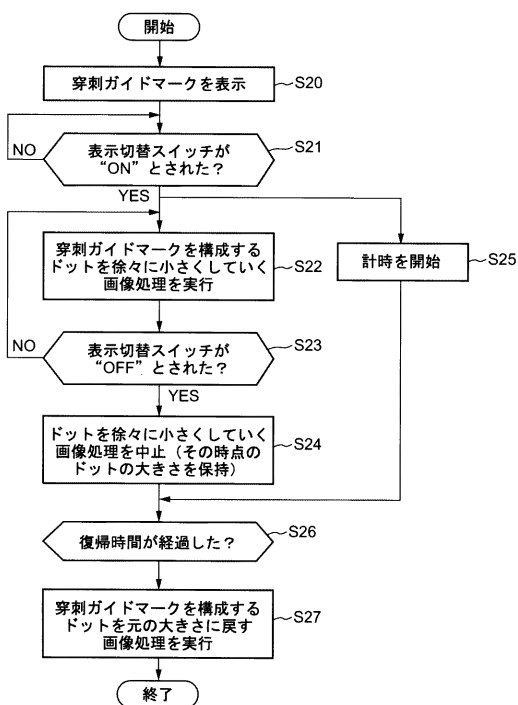 開始
穿刺ガイドマークを表示
S20
表示切替スイッチが
“ON”とされた？
S21
NO
YES
穿刺ガイドマークを構成する
ドットを徐々に小さくしていく
画像処理を実行
S22
計時を開始
S25
表示切替スイッチが
“OFF”とされた？
S23
NO
YES
ドットを徐々に小さくしていく
画像処理を中止（その時点の
ドットの大きさを保持）
S24
復帰時間が経過した？
S26
穿刺ガイドマークを構成する
ドットを元の大きさに戻す
画像処理を実行
S27
終了